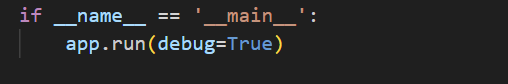 if __name__ == '__main__':
    app.run(debug=True)